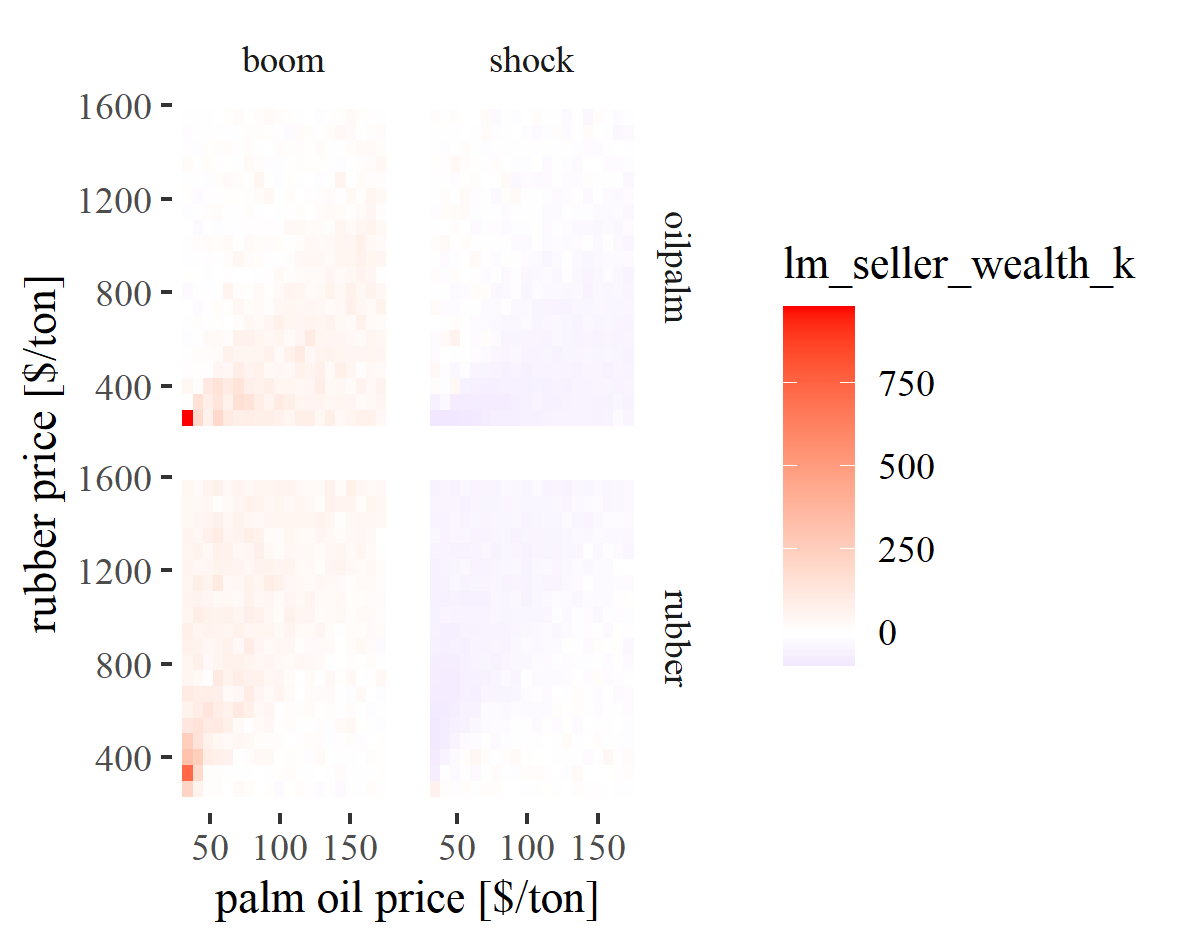 boom
shock
1600
1200
800
400
oilpalm
1600
1200
800
400
rubber
50
100
150
50
100
150
palm oil price [$/ton]
rubber price [$/ton]
lm_seller_wealth_k
750
500
250
0